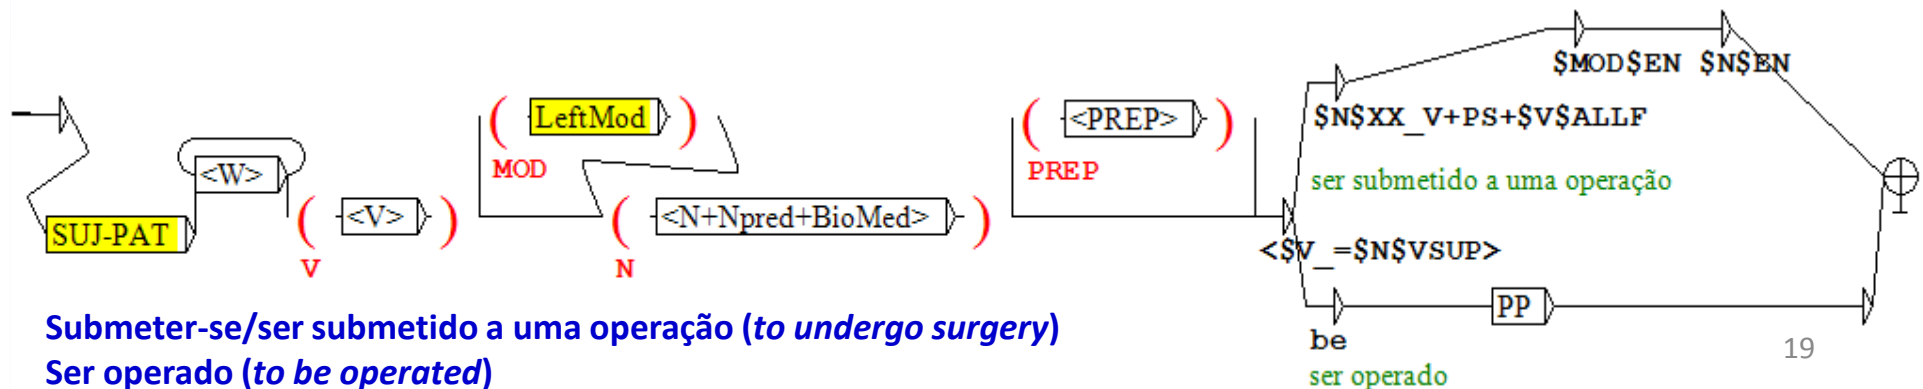 $MOD$EN $N$EN
( LeftMod )
MOD
( <PREP> )
PREP
$N$XX_V+PS+$V$ALLF
<W>
ser submetido a uma operação
SUJ-PAT
( <V> )
V
( <N+Npred+BioMed> )
N
<$V_=$N$VSUP>
PP
be
ser operado
Submeter-se/ser submetido a uma operação (to undergo surgery)
Ser operado (to be operated)
19